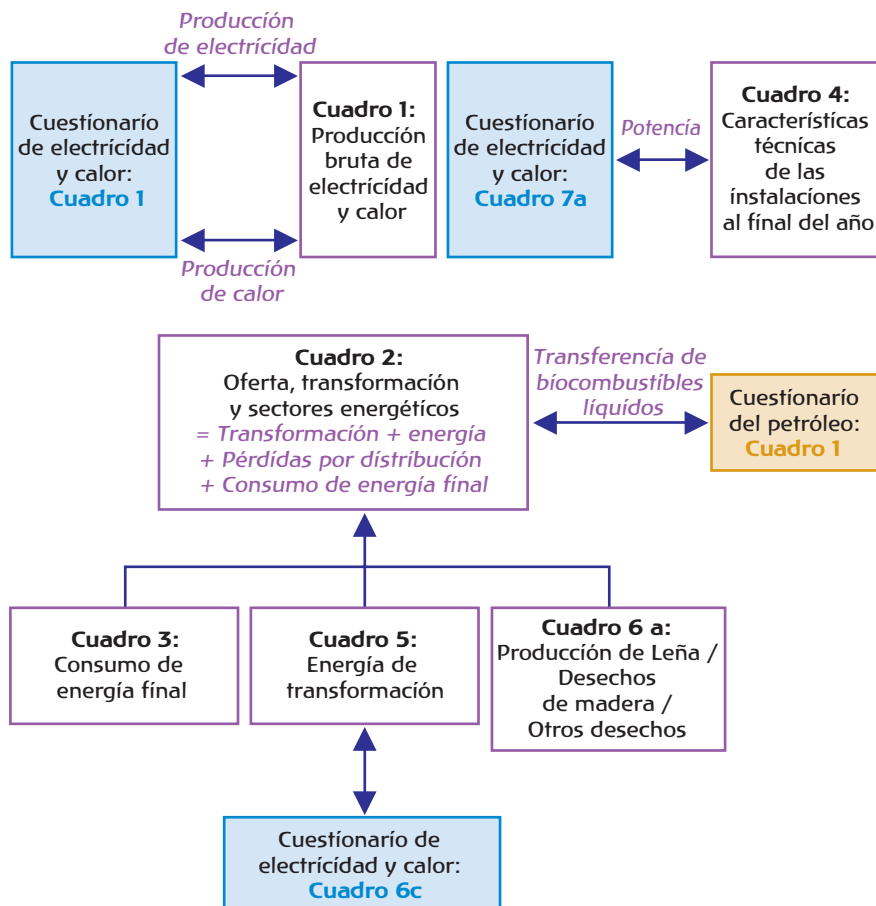 Producción
de electricidad
Cuestionario
de electricidad
y calor:
Cuadro 1
Cuadro 1:
Producción
bruta de
electricidad
y calor
Producción
de calor
Cuestionario
de electricidad
y calor:
Cuadro 7a
Potencia
Cuadro 4:
Características
técnicas
de las
instalaciones
al final del año
Cuadro 2:
Oferta, transformación
y sectores energéticos
= Transformación + energía
+ Pérdidas por distribución
+ Consumo de energía final
Transferencia de
biocombustibles
líquidos
Cuestionario
del petróleo:
Cuadro 1
Cuadro 3:
Consumo de
energía final
Cuadro 5:
Energía de
transformación
Cuadro 6 a:
Producción de Leña /
Desechos
de madera /
Otros desechos
Cuestionario de
electricidad y calor:
Cuadro 6c